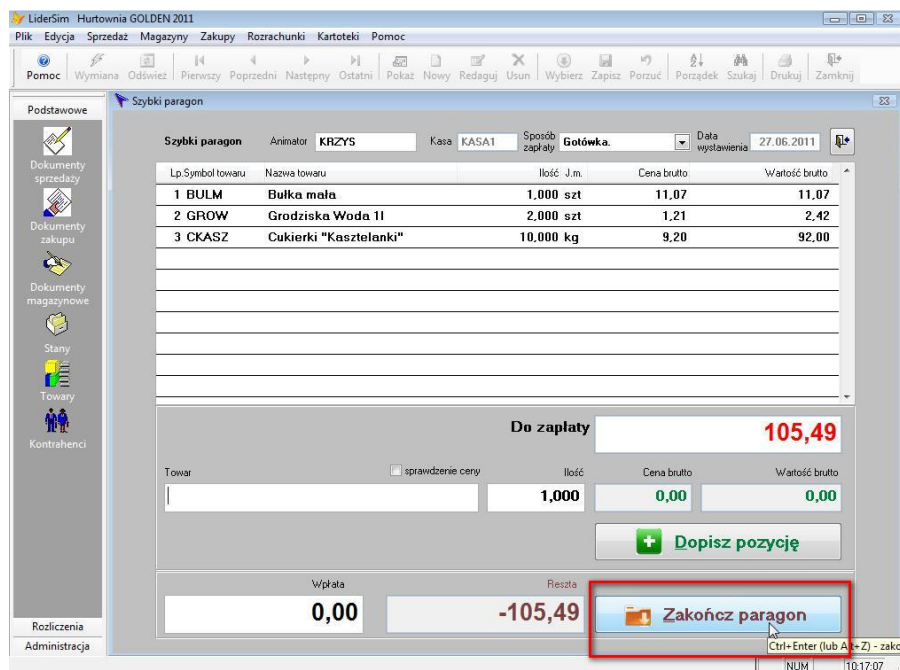 LiderSim Hurtownia GOLDEN 2011
Plik Edycja Sprzedaż Magazyny Zakupy Rozrachunki Kartoteki Pomoc
Pomoc Wymiana Odśwież Pierwszy Poprzedni Następny Ostatni Pokaż Nowy Redaguj Usun Wybierz Zapisz Porzuć Porządek Szukaj Drukuj Zamknij
Podstawowe
Dokumenty
sprzedaży
Dokumenty
zakupu
Dokumenty
magazynowe
Stany
Towary
Kontrahenci
Rozliczenia
Administracja
Szybki paragon
Szybki paragon Animator KRZYS Kasa KASA1 Sposób zapłaty Gotówka. Data wystawienia 27.06.2011
Lp. Symbol towaru Nazwa towaru Ilość J.m. Cena brutto Wartość brutto
1 BULM Bułka mała 1,000 szt 11,07 11,07
2 GROW Grodziska Woda 1l 2,000 szt 1,21 2,42
3 CKASZ Cukierki "Kasztelanki" 10,000 kg 9,20 92,00
Do zapłaty 105,49
Towar sprawdzenie ceny Ilość Cena brutto Wartość brutto
1,000 0,00 0,00
Dopisz pozycję
Wpłata Reszta
0,00 -105,49 Zakończ paragon
Ctrl+Enter (lub Alt+Z) - zako
NUM 10:17:07